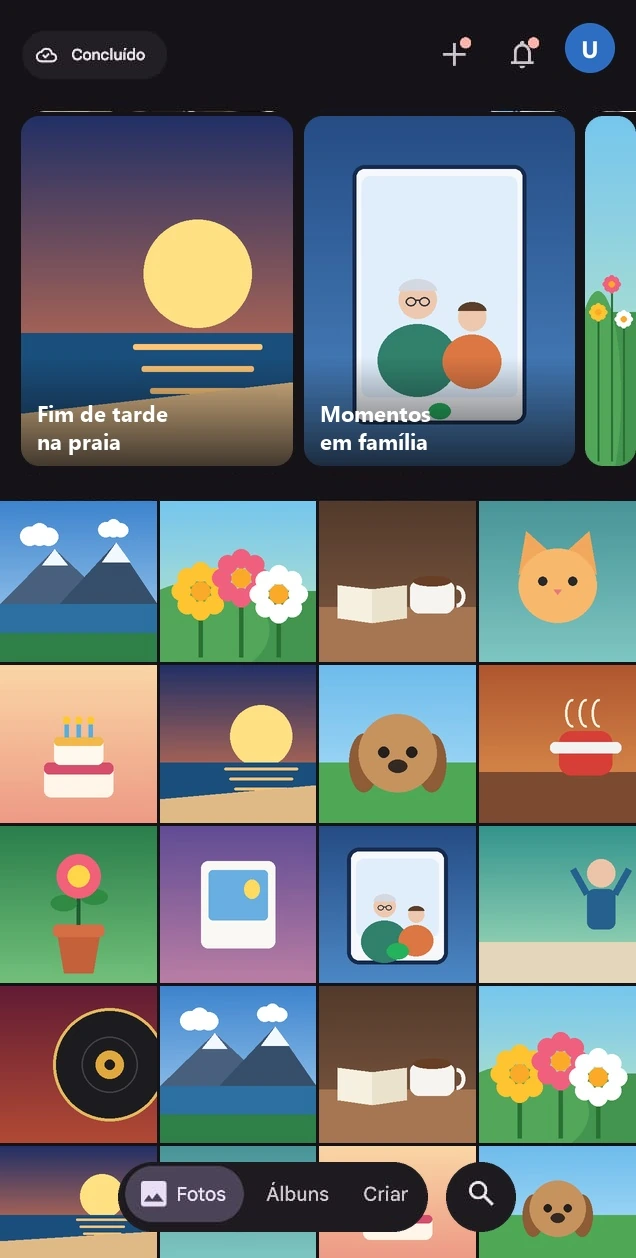 Concluído
U
Fim de tarde
na praia
Momentos
em família
Fotos
Álbuns
Criar